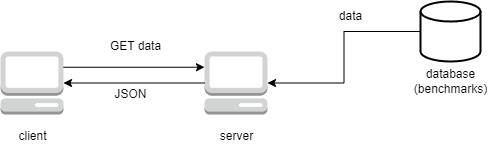 data
GET data
JSON
database
(benchmarks)
client
server